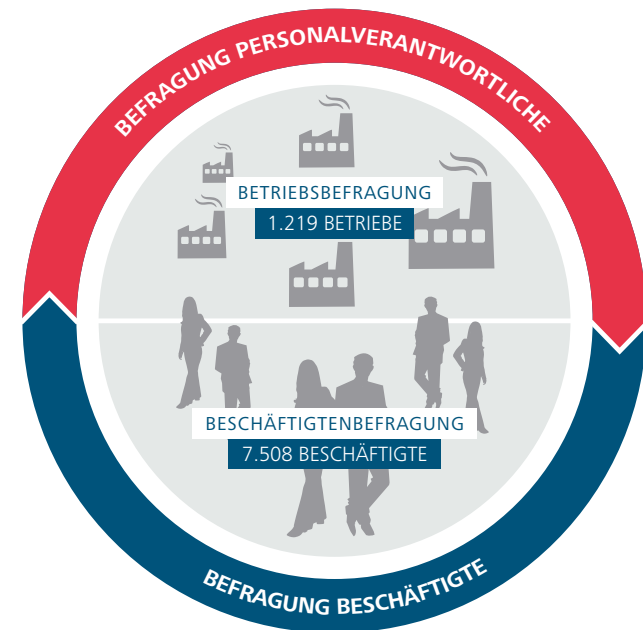 BEFRAGUNG PERSONALVERANTWORTLICHE
BETRIEBSBEFRAGUNG
1.219 BETRIEBE
BESCHÄFTIGTENBEFRAGUNG
7.508 BESCHÄFTIGTE
BEFRAGUNG BESCHÄFTIGTE